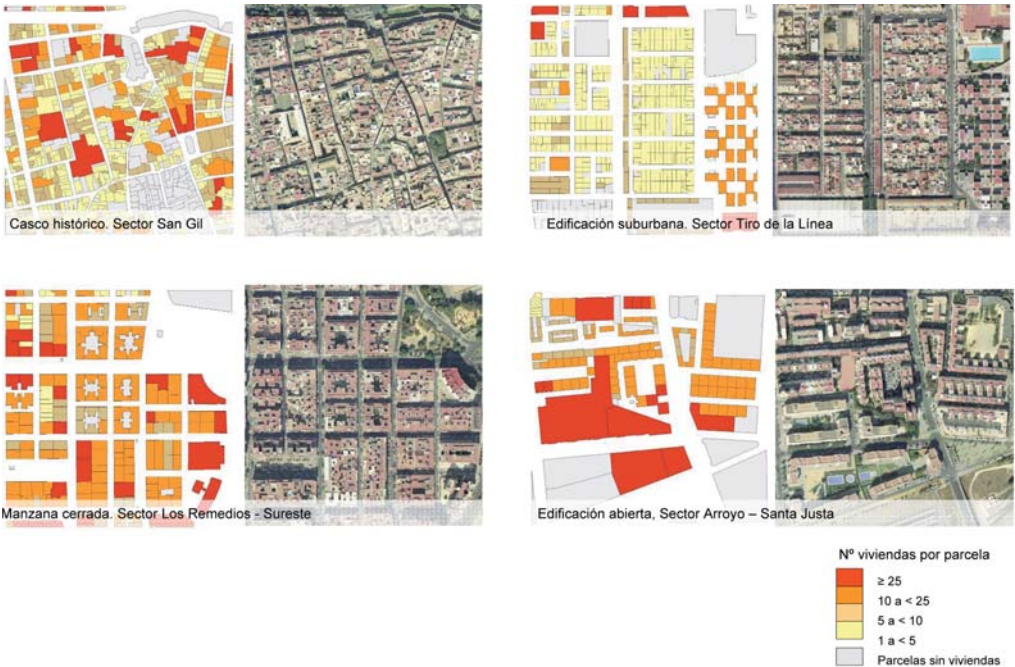 Casco histórico. Sector San Gil
Edificación suburbana. Sector Tiro de la Línea
Manzana cerrada. Sector Los Remedios - Sureste
Edificación abierta, Sector Arroyo – Santa Justa
Nº viviendas por parcela
≥ 25
10 a < 25
5 a < 10
1 a < 5
Parcelas sin viviendas